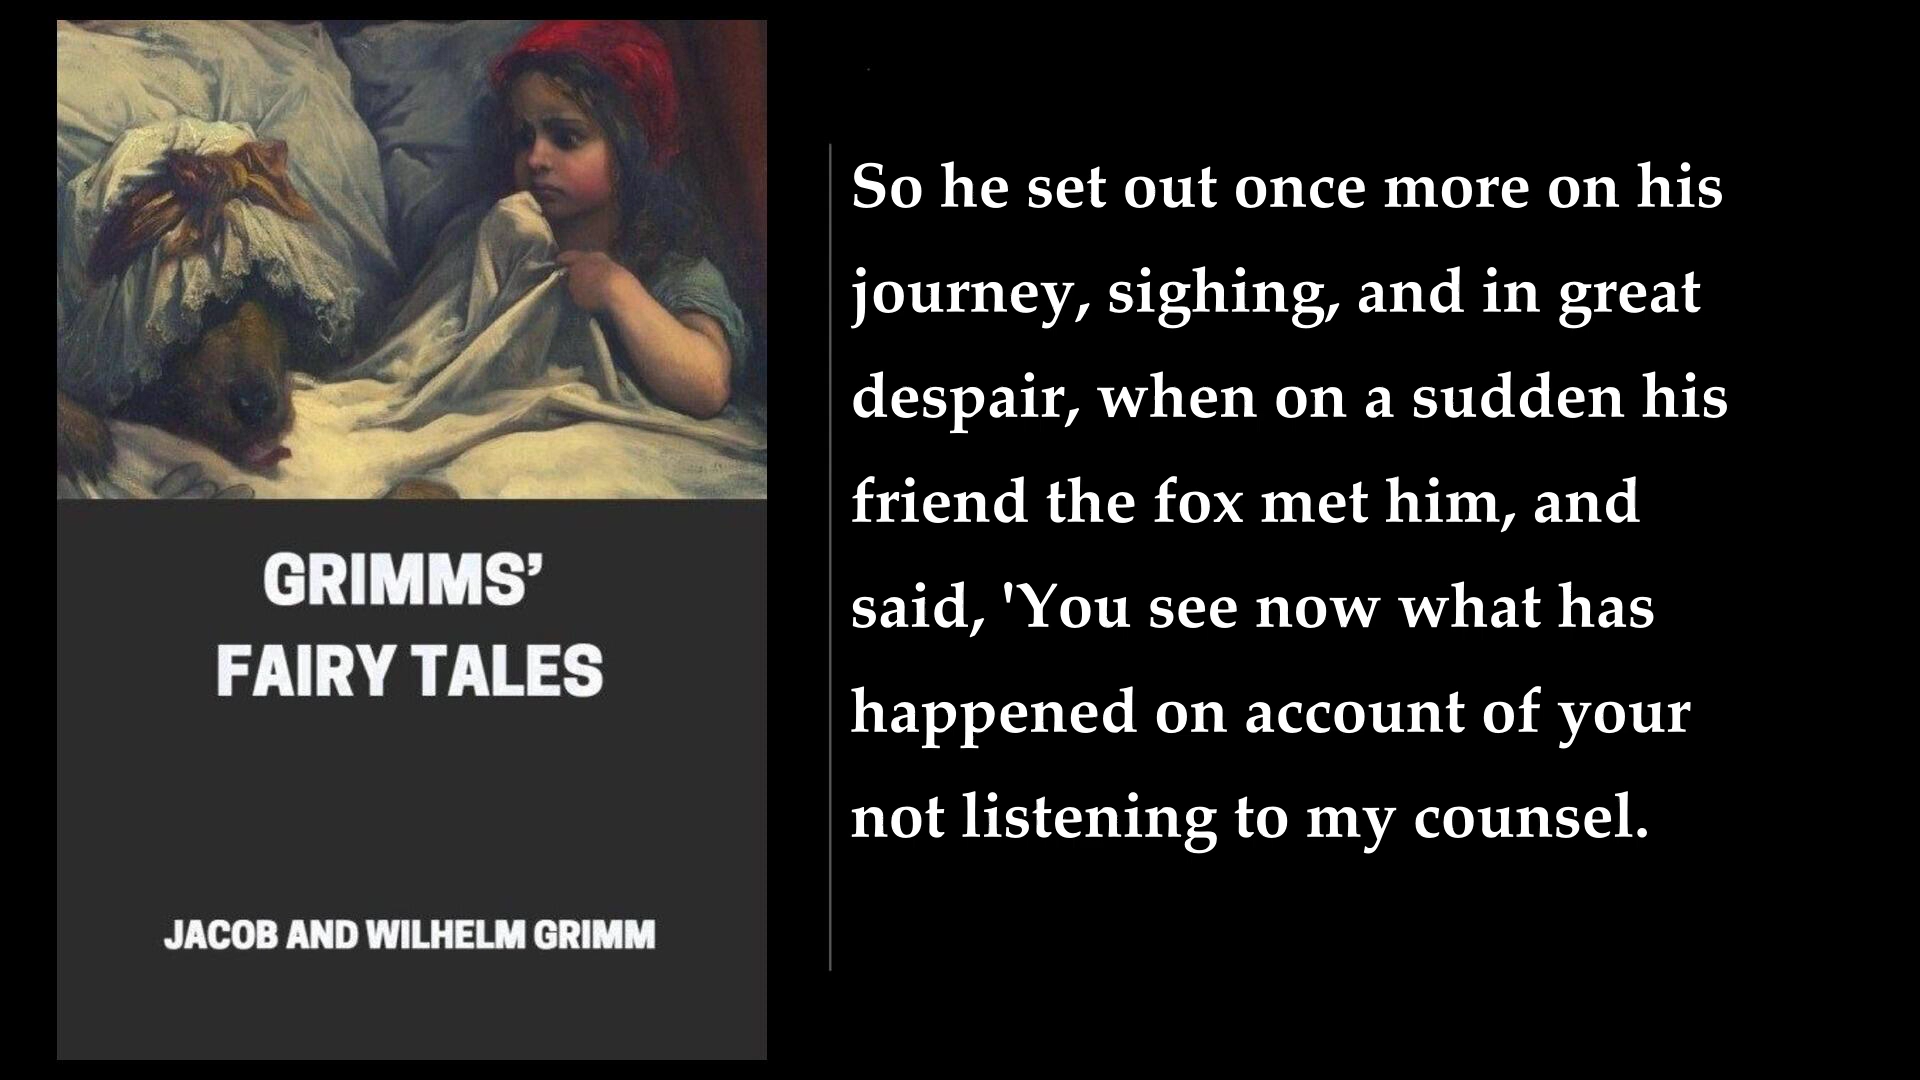 GRIMMS’
FAIRY TALES
JACOB AND WILHELM GRIMM
So he set out once more on his
journey, sighing, and in great
despair, when on a sudden his
friend the fox met him, and
said, 'You see now what has
happened on account of your
not listening to my counsel.